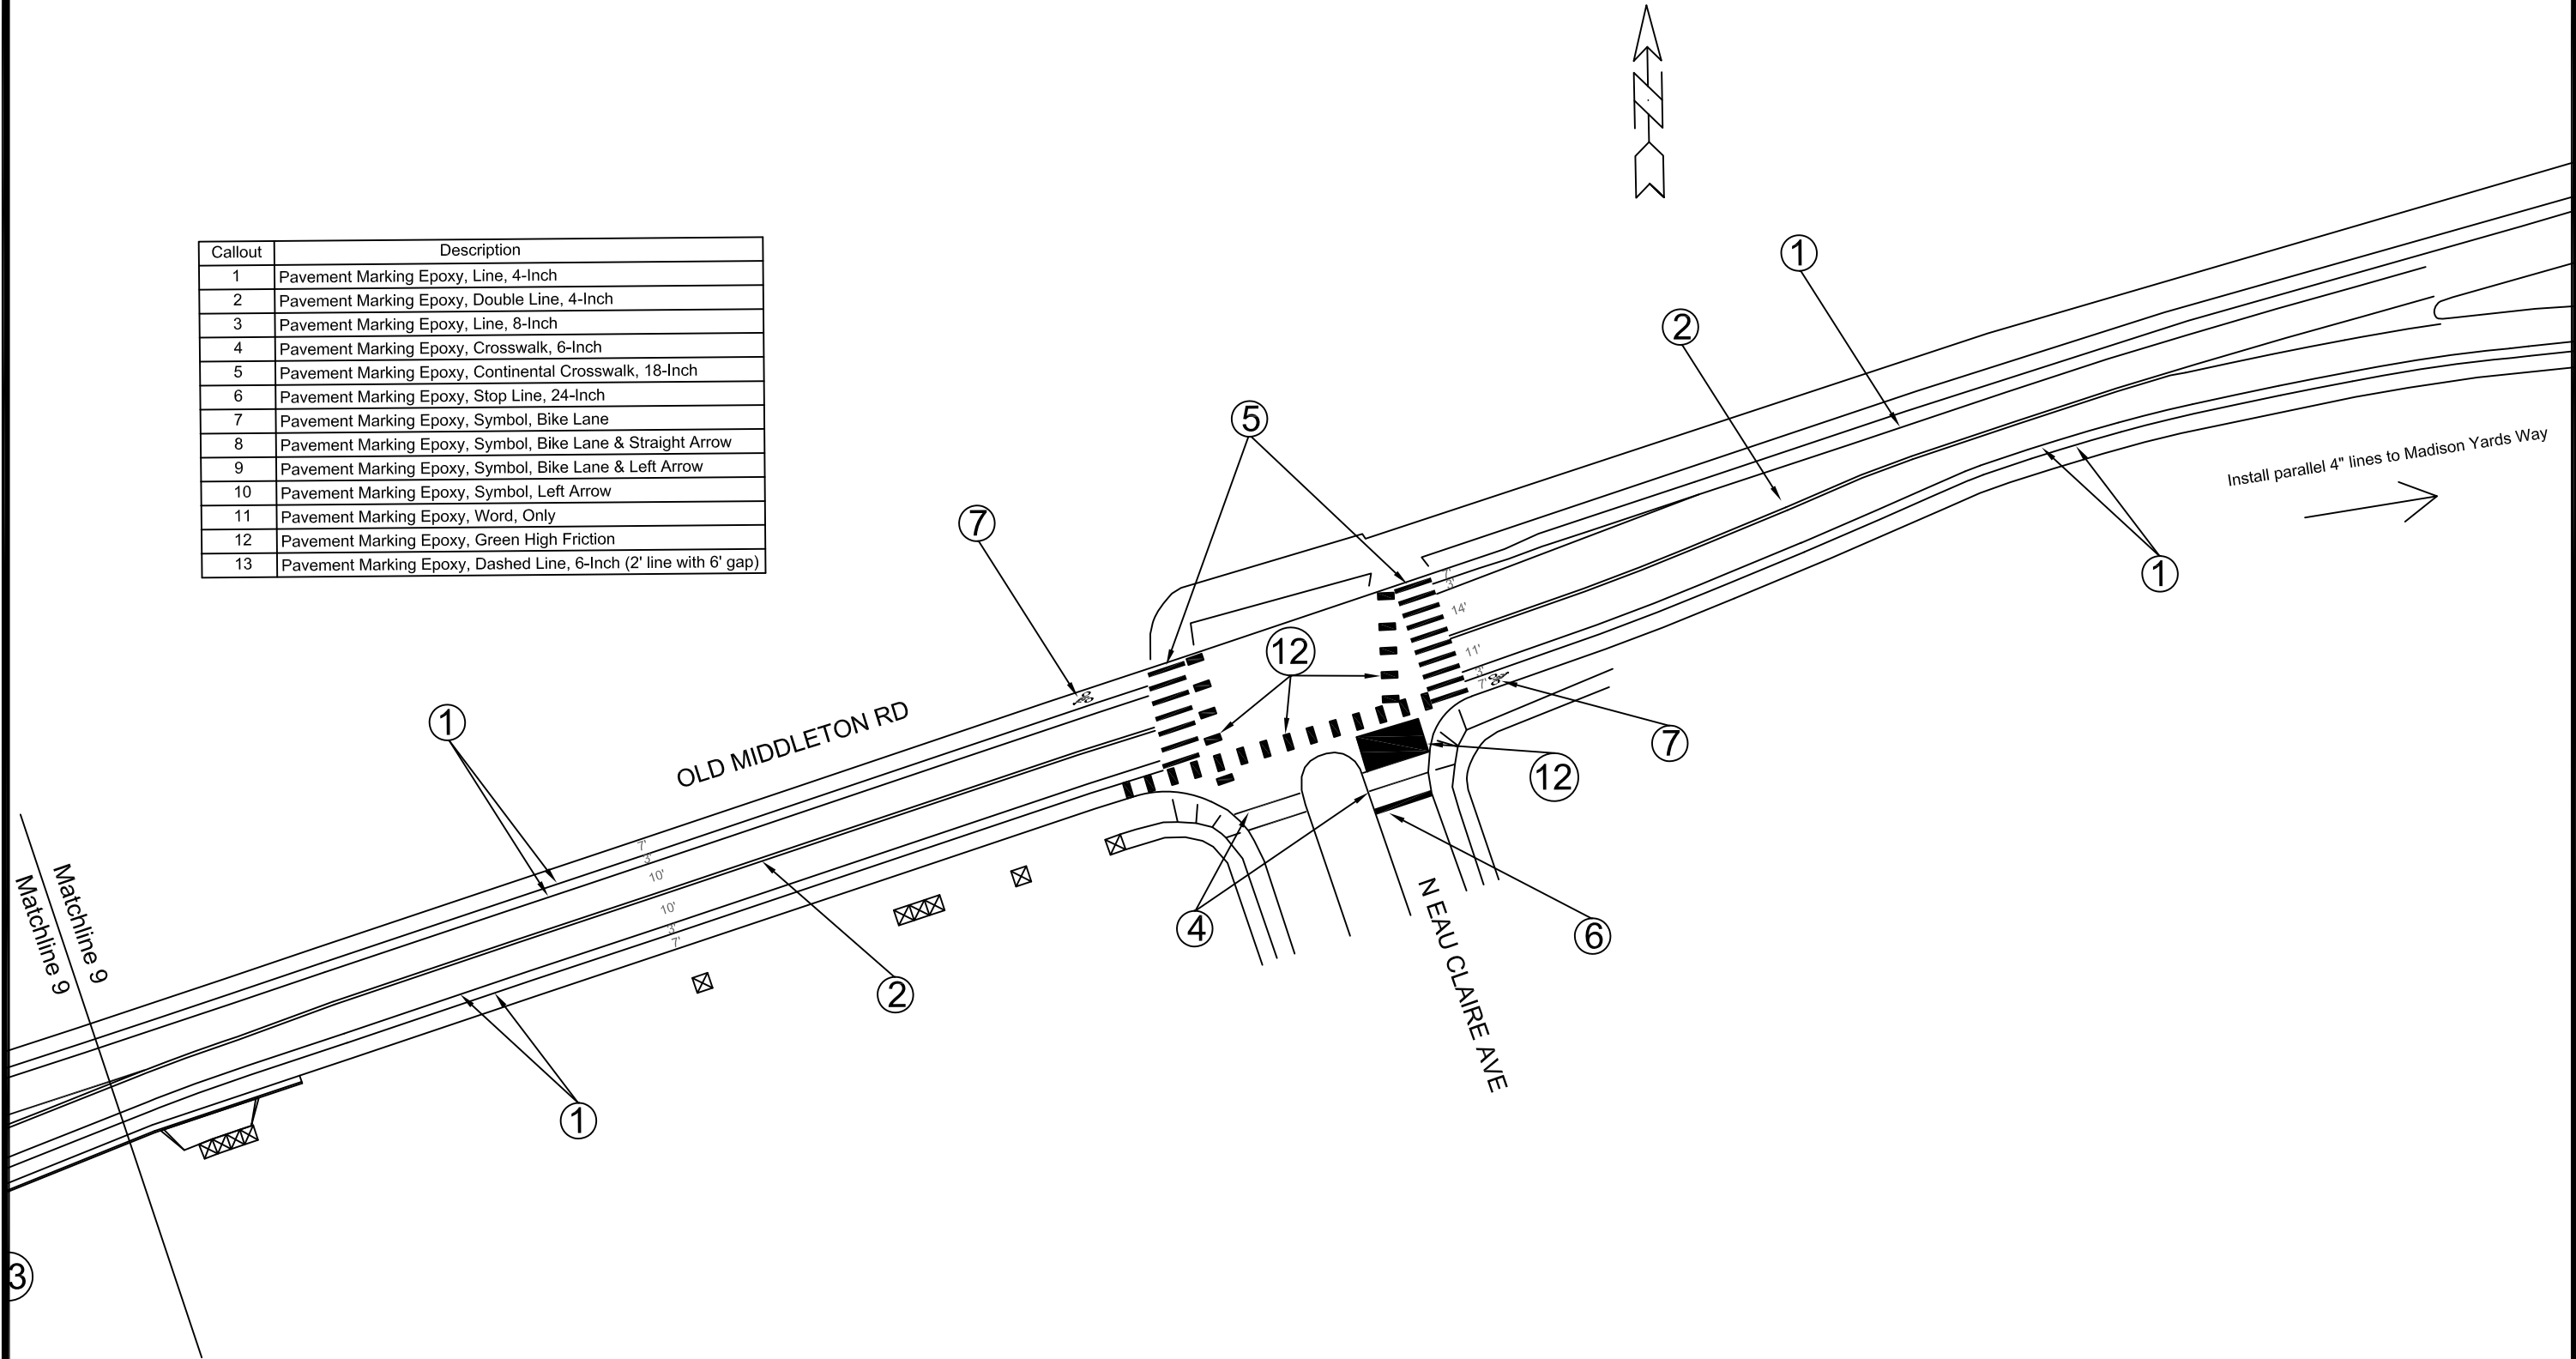 Callout Description
1 Pavement Marking Epoxy, Line, 4-Inch
2 Pavement Marking Epoxy, Double Line, 4-Inch
3 Pavement Marking Epoxy, Line, 8-Inch
4 Pavement Marking Epoxy, Crosswalk, 6-Inch
5 Pavement Marking Epoxy, Continental Crosswalk, 18-Inch
6 Pavement Marking Epoxy, Stop Line, 24-Inch
7 Pavement Marking Epoxy, Symbol, Bike Lane
8 Pavement Marking Epoxy, Symbol, Bike Lane & Straight Arrow
9 Pavement Marking Epoxy, Symbol, Bike Lane & Left Arrow
10 Pavement Marking Epoxy, Symbol, Left Arrow
11 Pavement Marking Epoxy, Word, Only
12 Pavement Marking Epoxy, Green High Friction
13 Pavement Marking Epoxy, Dashed Line, 6-Inch (2' line with 6' gap)
N
1
2
5
7
Install parallel 4" lines to Madison Yards Way
1
7'
3'
14'
11'
3'
7'
12
7
12
1
OLD MIDDLETON RD
7'
3'
10'
10'
3'
7'
4
6
N EAU CLAIRE AVE
2
1
Matchline 9
Matchline 9
3